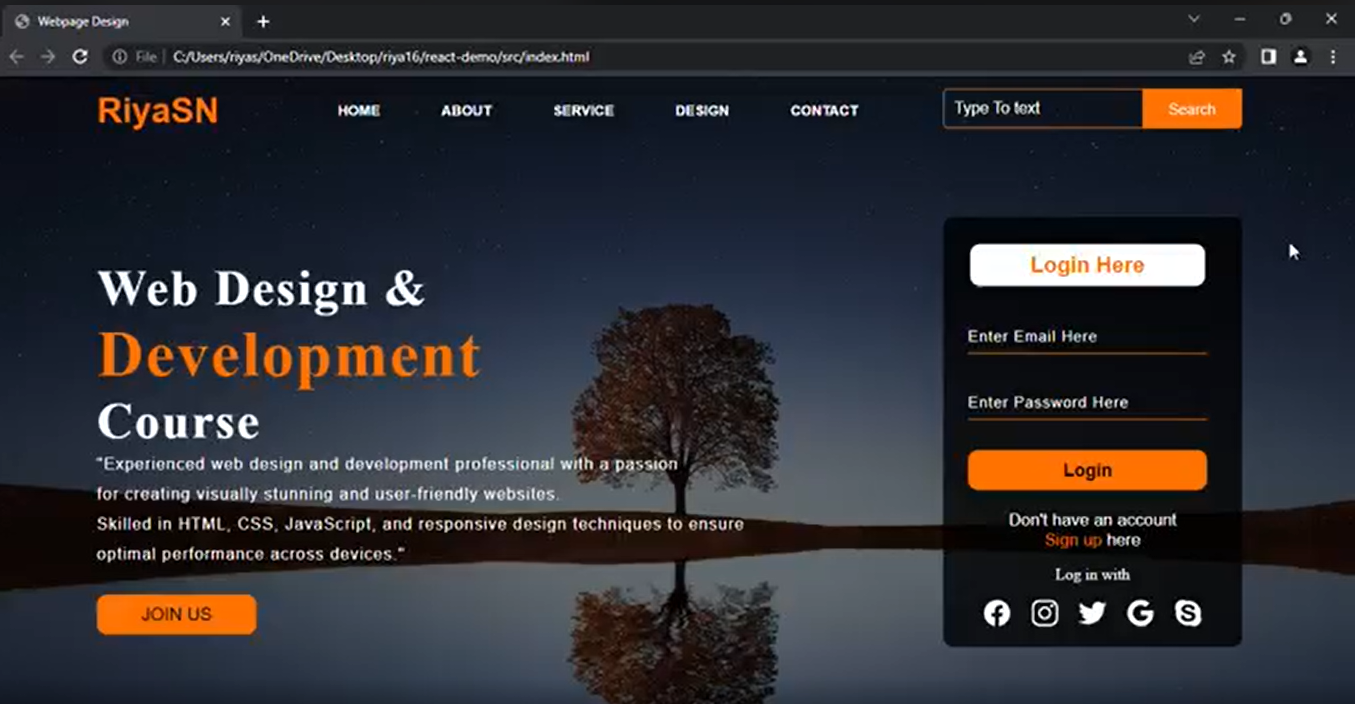 Webpage Design
File
C:/Users/riyas/OneDrive/Desktop/riya16/react-demo/src/index.html
RiyaSN
HOME
ABOUT
SERVICE
DESIGN
CONTACT
Type To text
Search
Web Design &
Development
Course
"Experienced web design and development professional with a passion
for creating visually stunning and user-friendly websites.
Skilled in HTML, CSS, JavaScript, and responsive design techniques to ensure
optimal performance across devices."
JOIN US
Login Here
Enter Email Here
Enter Password Here
Login
Don't have an account
Sign up here
Log in with